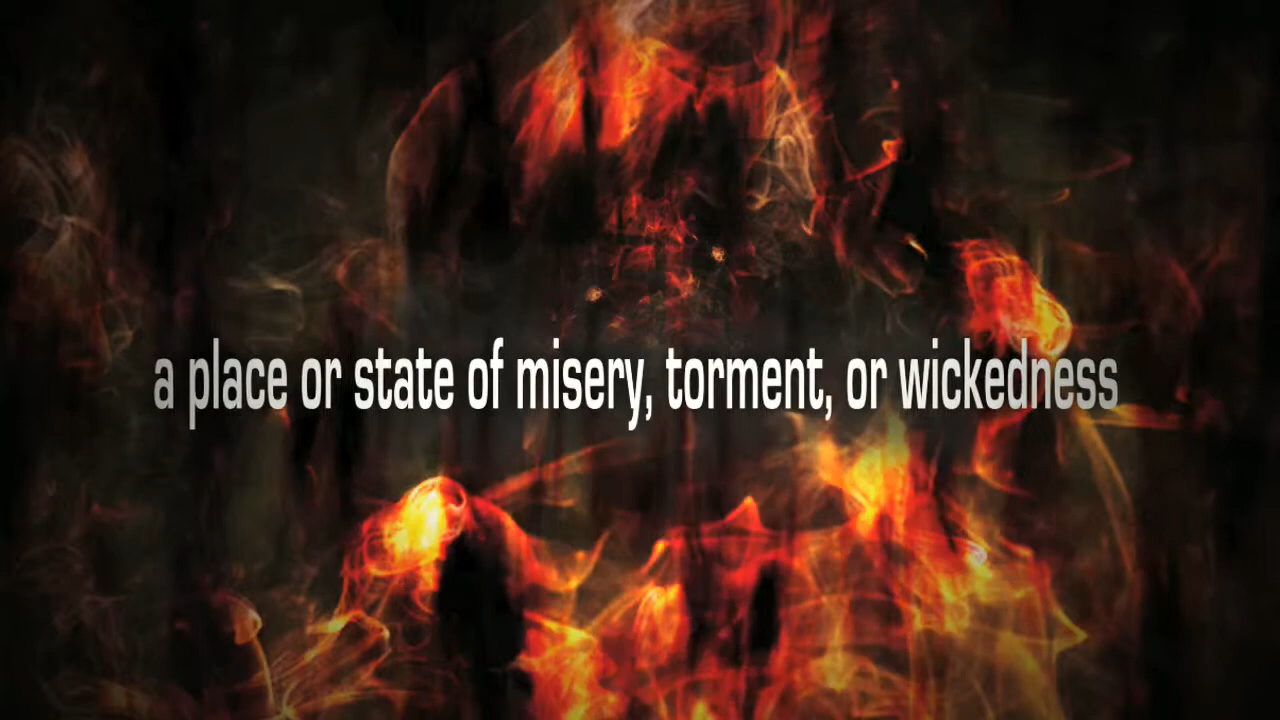 a place or state of misery, torment, or wickedness